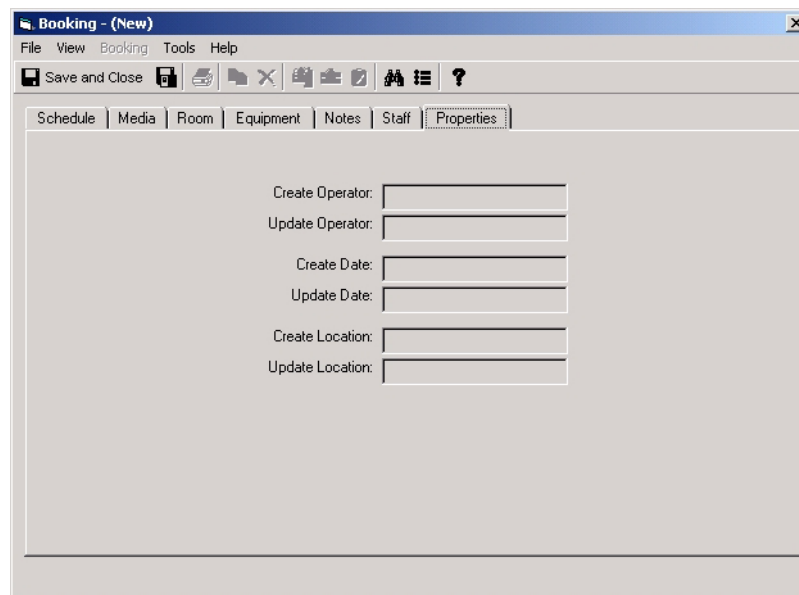 Booking - (New)
File View Booking Tools Help
Save and Close
Schedule Media Room Equipment Notes Staff Properties
Create Operator:
Update Operator:
Create Date:
Update Date:
Create Location:
Update Location: